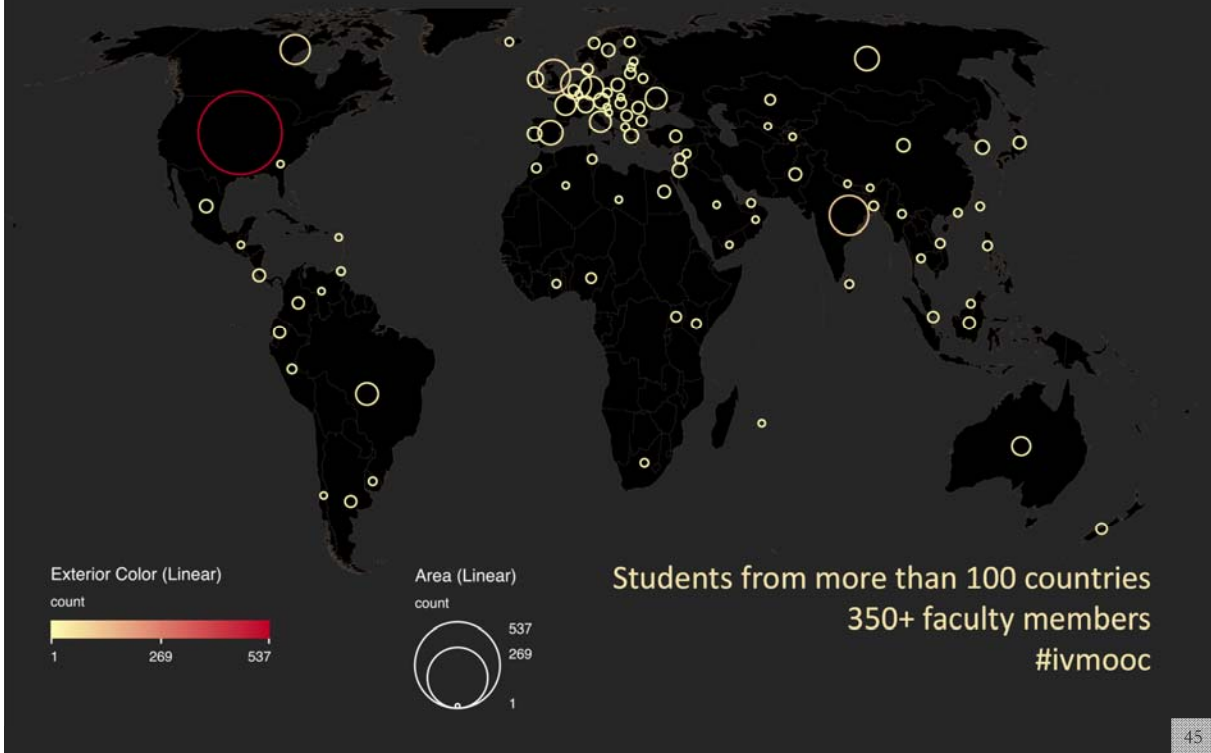 Exterior Color (Linear)
count
1 269 537
Area (Linear)
count
537
269
1
Students from more than 100 countries
350+ faculty members
#ivmooc
45